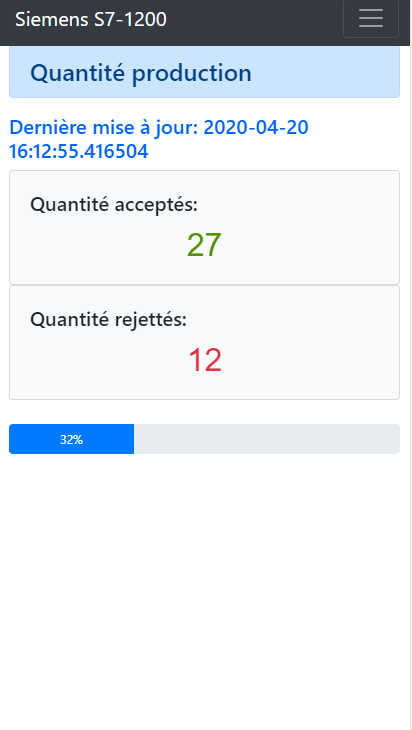 Siemens S7-1200
Quantité production
Dernière mise à jour: 2020-04-20
16:12:55.416504
Quantité acceptés:
27
Quantité rejettés:
12
32%